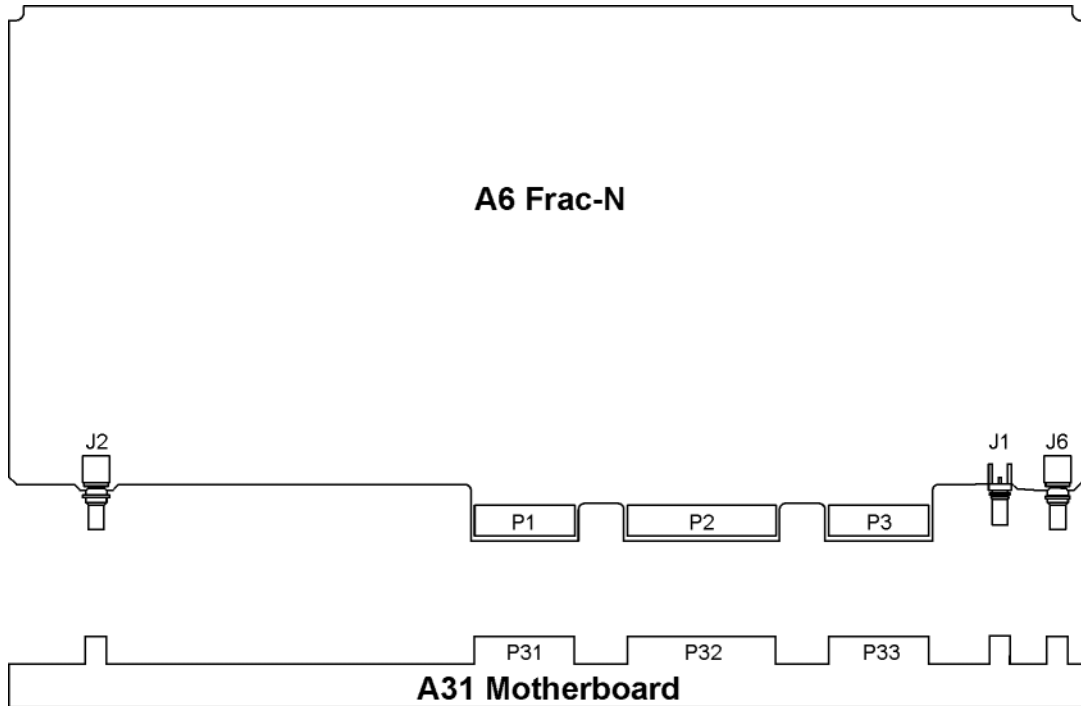 A6 Frac-N
J2
J1
J6
P1
P2
P3
P31
P32
P33
A31 Motherboard